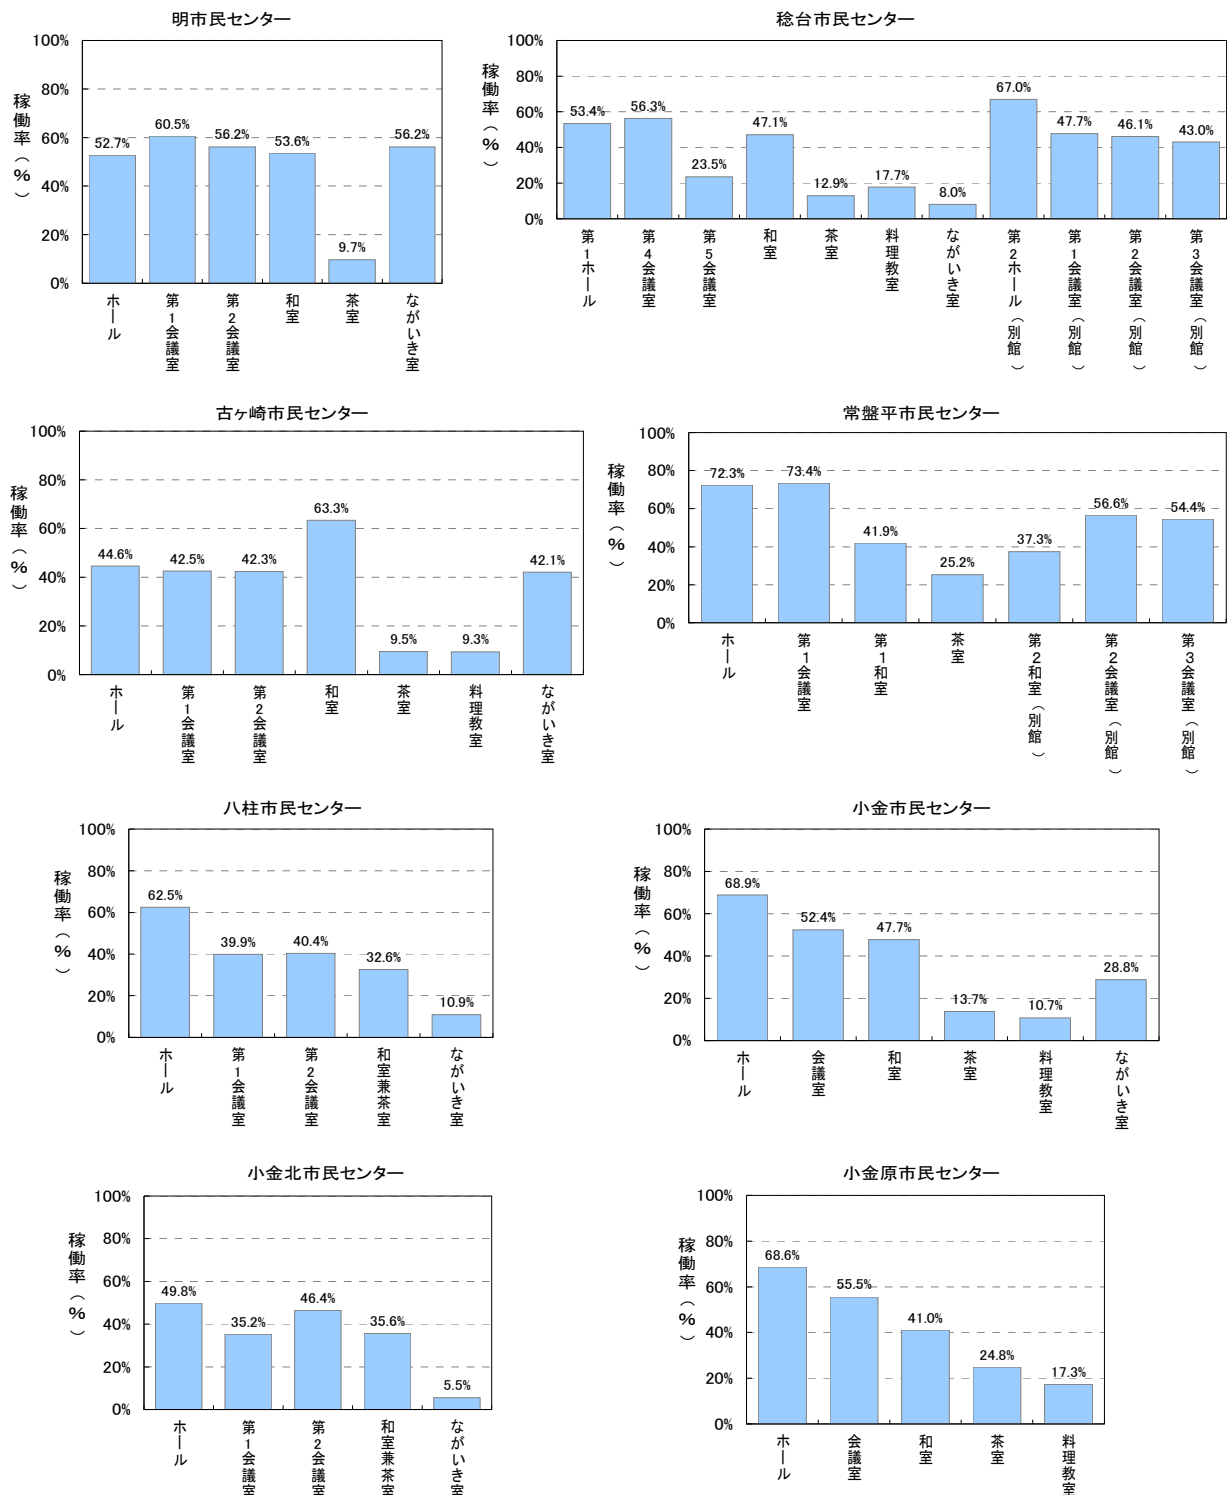 明市民センター
稼働率(%)
100%
80%
60%
40%
20%
0%
52.7%
60.5%
56.2%
53.6%
9.7%
56.2%
ホール
第1会議室
第2会議室
和室
茶室
ながいき室
稔台市民センター
稼働率(%)
100%
80%
60%
40%
20%
0%
53.4%
56.3%
23.5%
47.1%
12.9%
17.7%
8.0%
67.0%
47.7%
46.1%
43.0%
第1ホール
第4会議室
第5会議室
和室
茶室
料理教室
ながいき室
第2ホール(別館)
第1会議室(別館)
第2会議室(別館)
第3会議室(別館)
古ヶ崎市民センター
稼働率(%)
100%
80%
60%
40%
20%
0%
44.6%
42.5%
42.3%
63.3%
9.5%
9.3%
42.1%
ホール
第1会議室
第2会議室
和室
茶室
料理教室
ながいき室
常盤平市民センター
稼働率(%)
100%
80%
60%
40%
20%
0%
72.3%
73.4%
41.9%
25.2%
37.3%
56.6%
54.4%
ホール
第1会議室
第1和室
茶室
第2和室(別館)
第2会議室(別館)
第3会議室(別館)
八柱市民センター
稼働率(%)
100%
80%
60%
40%
20%
0%
62.5%
39.9%
40.4%
32.6%
10.9%
ホール
第1会議室
第2会議室
和室兼茶室
ながいき室
小金市民センター
稼働率(%)
100%
80%
60%
40%
20%
0%
68.9%
52.4%
47.7%
13.7%
10.7%
28.8%
ホール
会議室
和室
茶室
料理教室
ながいき室
小金北市民センター
稼働率(%)
100%
80%
60%
40%
20%
0%
49.8%
35.2%
46.4%
35.6%
5.5%
ホール
第1会議室
第2会議室
和室兼茶室
ながいき室
小金原市民センター
稼働率(%)
100%
80%
60%
40%
20%
0%
68.6%
55.5%
41.0%
24.8%
17.3%
ホール
会議室
和室
茶室
料理教室